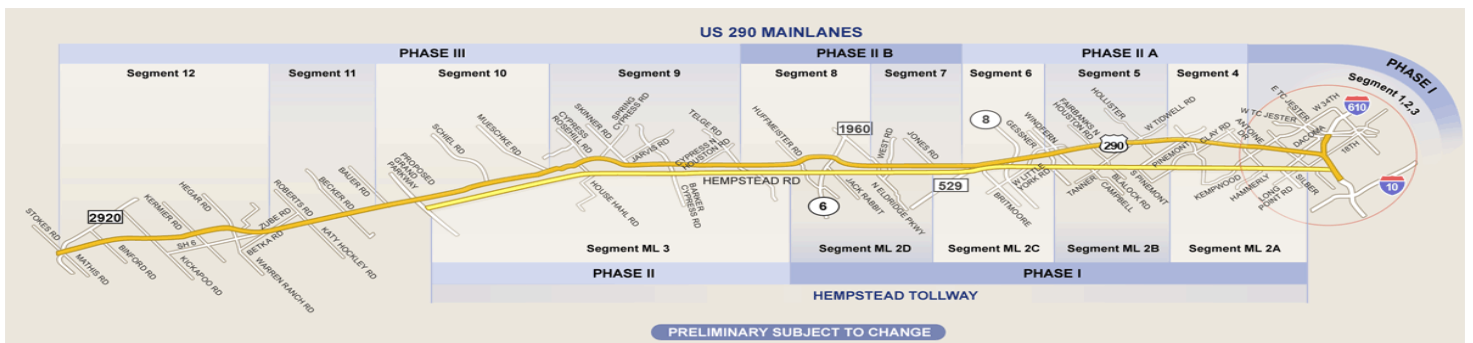 US 290 MAINLANES
PHASE III
PHASE II B
PHASE II A
PHASE I
Segment 12
Segment 11
Segment 10
Segment 9
Segment 8
Segment 7
Segment 6
Segment 5
Segment 4
Segment 1,2,3
STOKES RD
MATHIS RD
2920
BINFORD RD
KERMIER RD
KICKAPOO RD
HEGAR RD
SH 6
ZUBE RD
BETKA RD
WARREN RANCH RD
ROBERTS RD
BECKER RD
KATY HOCKLEY RD
BAUER RD
PROPOSED
GRAND
PARKWAY
SCHIEL RD
MUESCHKE RD
CYPRESS
ROSEHILL RD
SKINNER RD
SPRING
CYPRESS RD
HOUSE HAHL RD
JARVIS RD
BARKER
CYPRESS RD
TELGE RD
CYPRESS N
HOUSTON RD
HEMPSTEAD RD
HUFFMEISTER RD
6
1960
JACK RABBIT
WEST RD
N ELDRIDGE PKWY
JONES RD
529
8
GESSNER
WINDFERN
W LITTLE
YORK RD
BRITMOORE
FAIRBANKS N
HOUSTON RD
HOLLISTER
290
TANNER
CAMPBELL
BLALOCK RD
S PINEMONT
PINEMONT
W TIDWELL RD
CLAY RD
KEMPWOOD
ANTOINE
DR
HAMMERLY
W TC JESTER
E TC JESTER
LONG
POINT RD
SILBER
DACOMA
W 34TH
18TH
610
10
Segment ML 3
Segment ML 2D
Segment ML 2C
Segment ML 2B
Segment ML 2A
PHASE II
PHASE I
HEMPSTEAD TOLLWAY
PRELIMINARY SUBJECT TO CHANGE